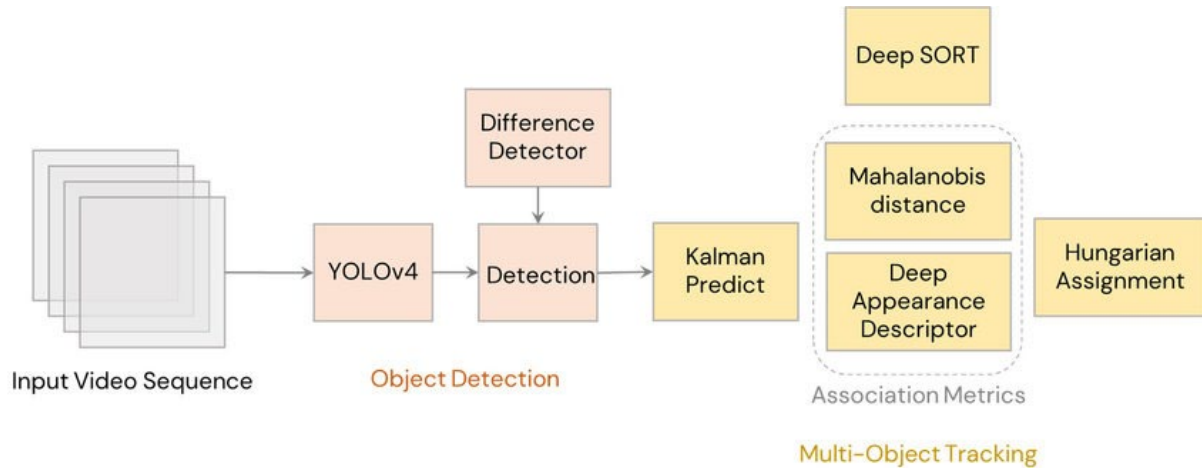 Deep SORT
Difference
Detector
Mahalanobis
distance
YOLOv4
Detection
Kalman
Predict
Deep
Appearance
Descriptor
Hungarian
Assignment
Input Video Sequence
Object Detection
Association Metrics
Multi-Object Tracking